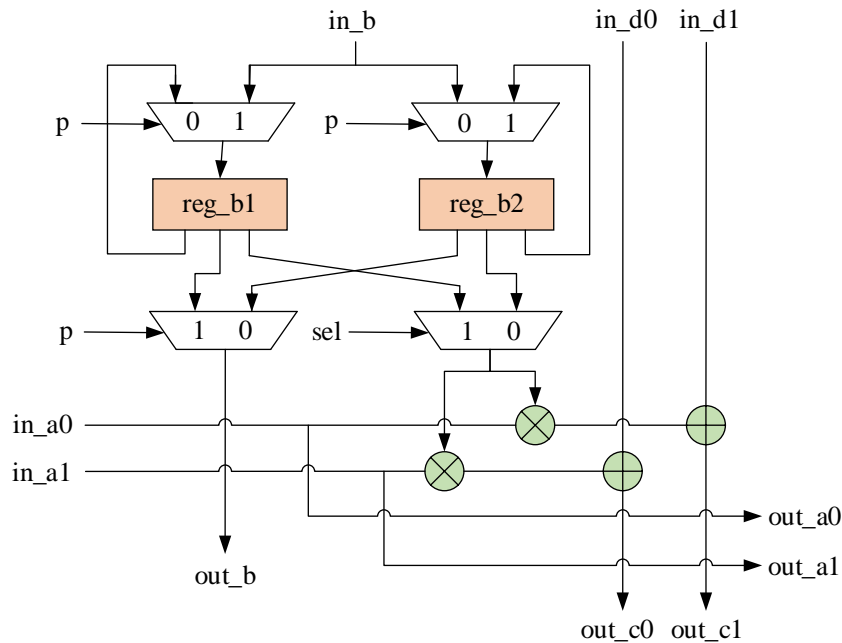 in_b in_d0 in_d1
p 0 1 p 0 1
reg_b1 reg_b2
p 1 0 sel 1 0
in_a0
in_a1
out_a0
out_b out_a1
out_c0 out_c1